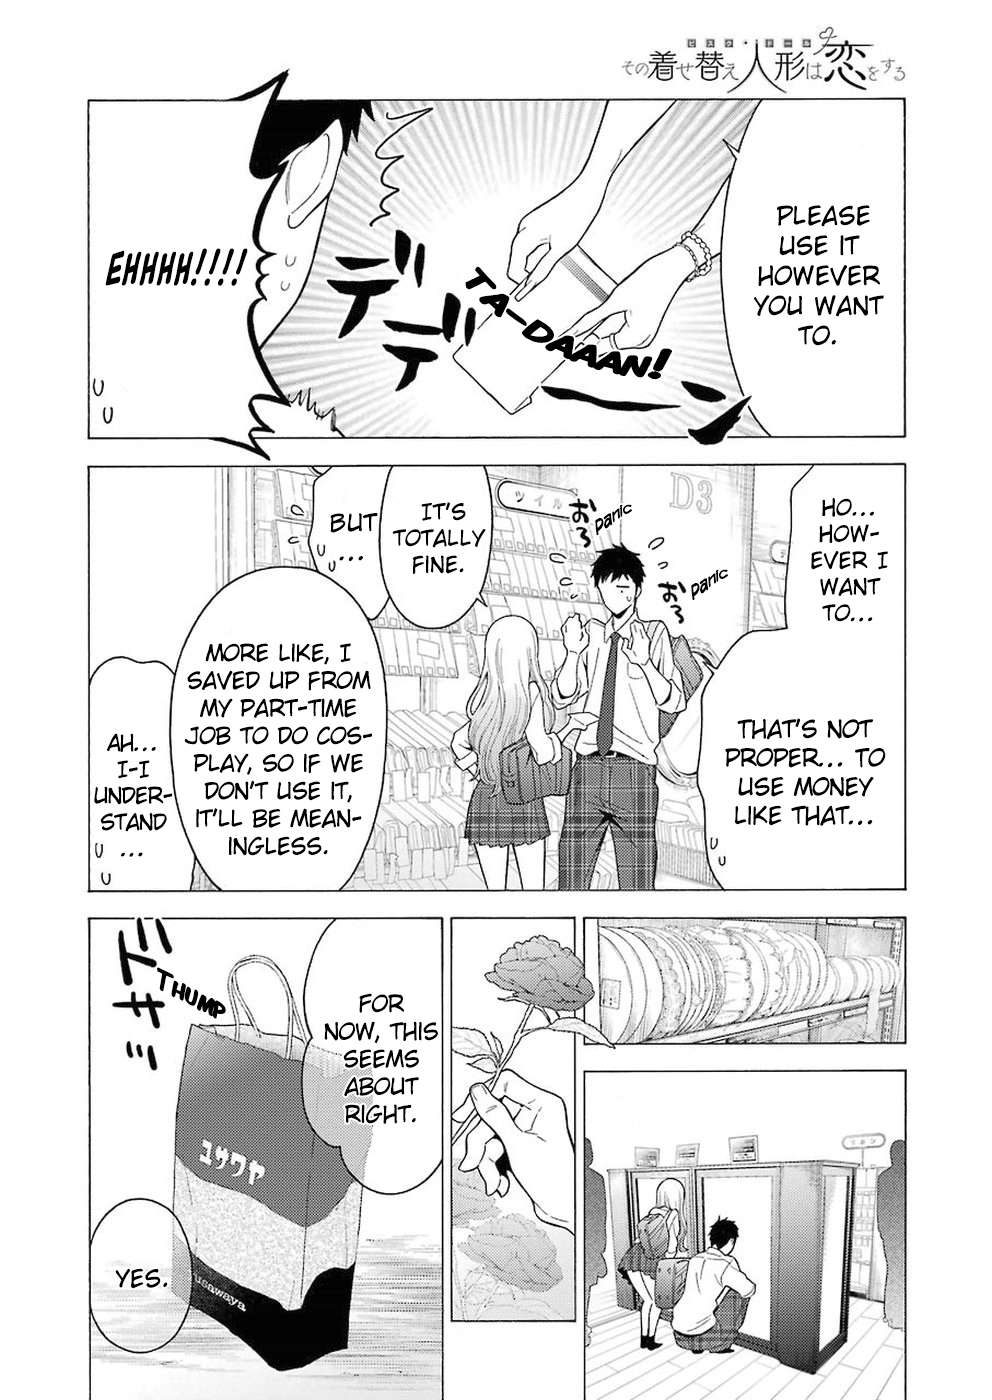 ビスク・ドール
その着せ替え人形は恋をする
PLEASE
USE IT
HOWEVER
YOU WANT
TO.
デデーン
TA-DAAAN!
EHHHH!!!!
D3
HO...
HOW-
EVER I
WANT
TO...
THAT'S NOT
PROPER... TO
USE MONEY
LIKE THAT...
おろ
panic
おろ
panic
ツイル
IT'S
TOTALLY
FINE.
BUT
...
MORE LIKE, I
SAVED UP FROM
MY PART-TIME
JOB TO DO COS-
PLAY, SO IF WE
DON'T USE IT,
IT'LL BE MEAN-
INGLESS.
AH...
I-I
UNDER-
STAND
...
FOR
NOW, THIS
SEEMS
ABOUT
RIGHT.
ドサッ
THUMP
ユサワヤ
usawaya
YES.